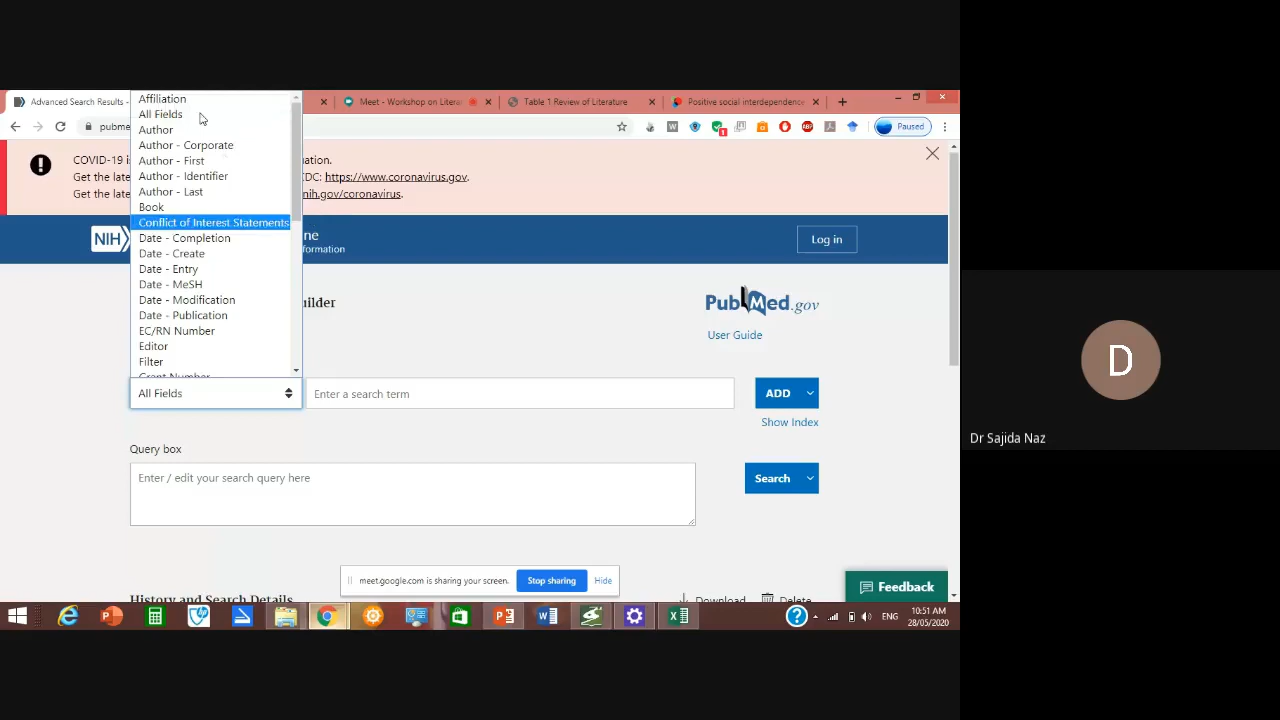 Advanced Search Results -
Meet - Workshop on Litera
Table 1 Review of Literature
Positive social interdependence
pubme
Paused
Affiliation
All Fields
Author
Author - Corporate
Author - First
Author - Identifier
Author - Last
Book
Conflict of Interest Statements
Date - Completion
Date - Create
Date - Entry
Date - MeSH
Date - Modification
Date - Publication
EC/RN Number
Editor
Filter
Grant Number
COVID-19 i
ation.
Get the late
CDC: https://www.coronavirus.gov.
Get the late
nih.gov/coronavirus.
NIH
ne
formation
Log in
uilder
PubMed.gov
User Guide
All Fields
Enter a search term
ADD
Show Index
Query box
Enter / edit your search query here
Search
meet.google.com is sharing your screen.
Stop sharing
Hide
History and Search Details
Download
Delete
Feedback
ENG
10:51 AM
28/05/2020
D
Dr Sajida Naz